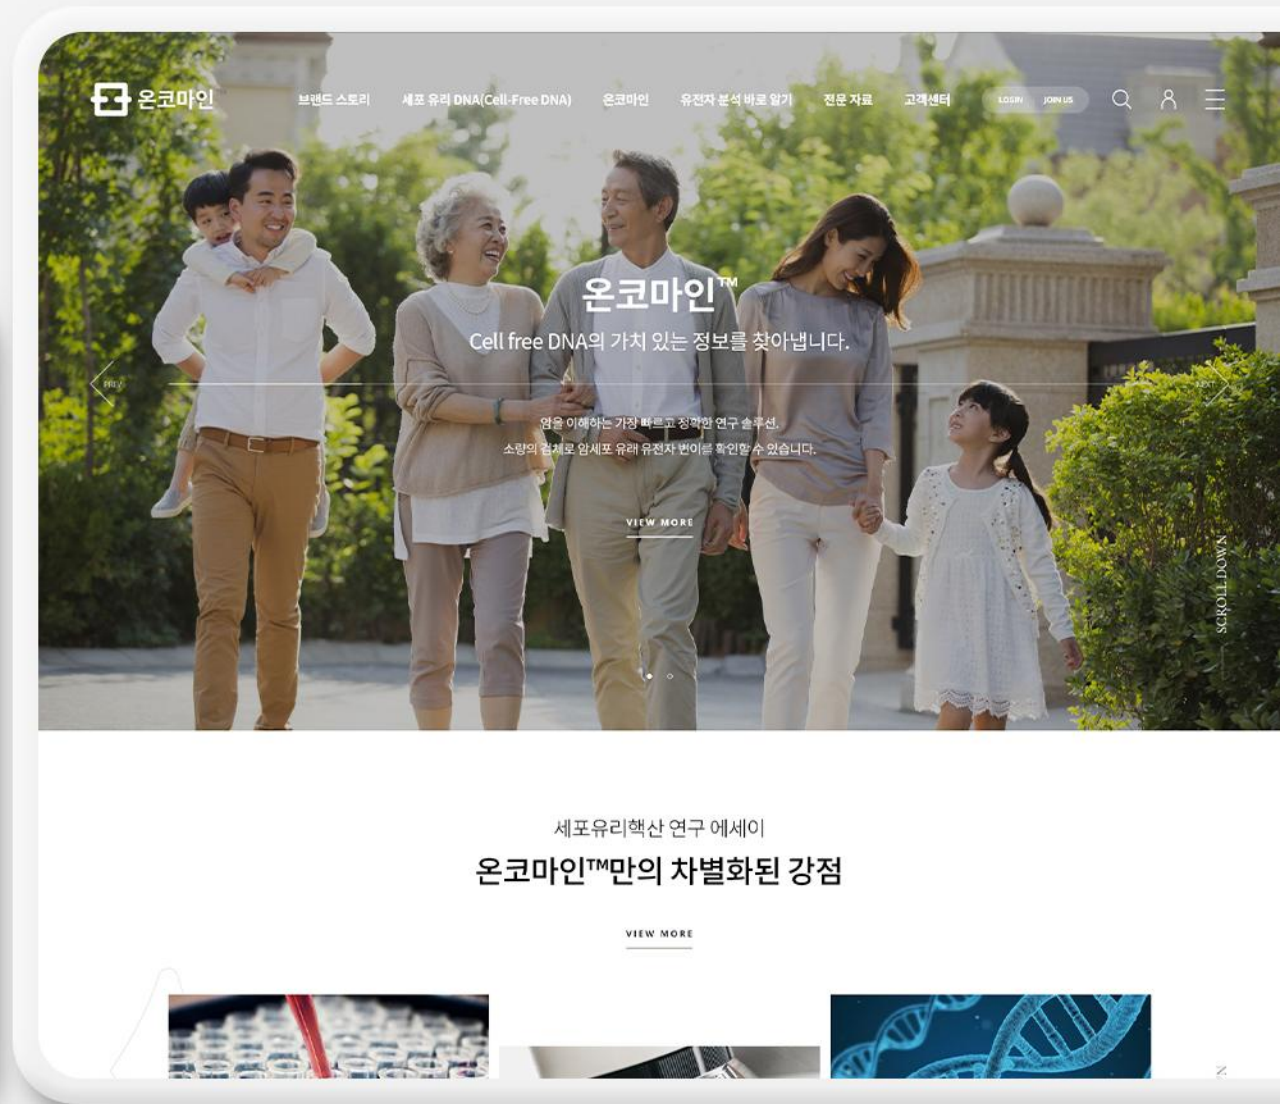 온코마인
브랜드 스토리
세포 유리 DNA(Cell-Free DNA)
온코마인
유전자 분석 바로 알기
전문 자료
고객센터
LOGIN
JOIN US
온코마인™
Cell free DNA의 가치 있는 정보를 찾아냅니다.
PREV
NEXT
암을 이해하는 가장 빠르고 정확한 연구 솔루션.
소량의 검체로 암세포 유래 유전자 변이를 확인할 수 있습니다.
VIEW MORE
SCROLL DOWN
세포유리핵산 연구 에세이
온코마인™만의 차별화된 강점
VIEW MORE